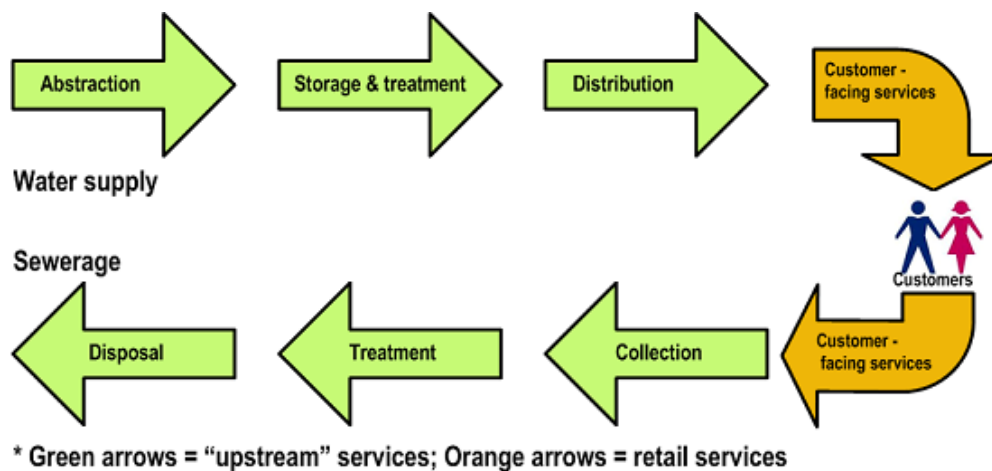 Abstraction
Storage & treatment
Distribution
Customer -
facing services
Water supply
Customers
Sewerage
Disposal
Treatment
Collection
Customer -
facing services
* Green arrows = “upstream” services; Orange arrows = retail services